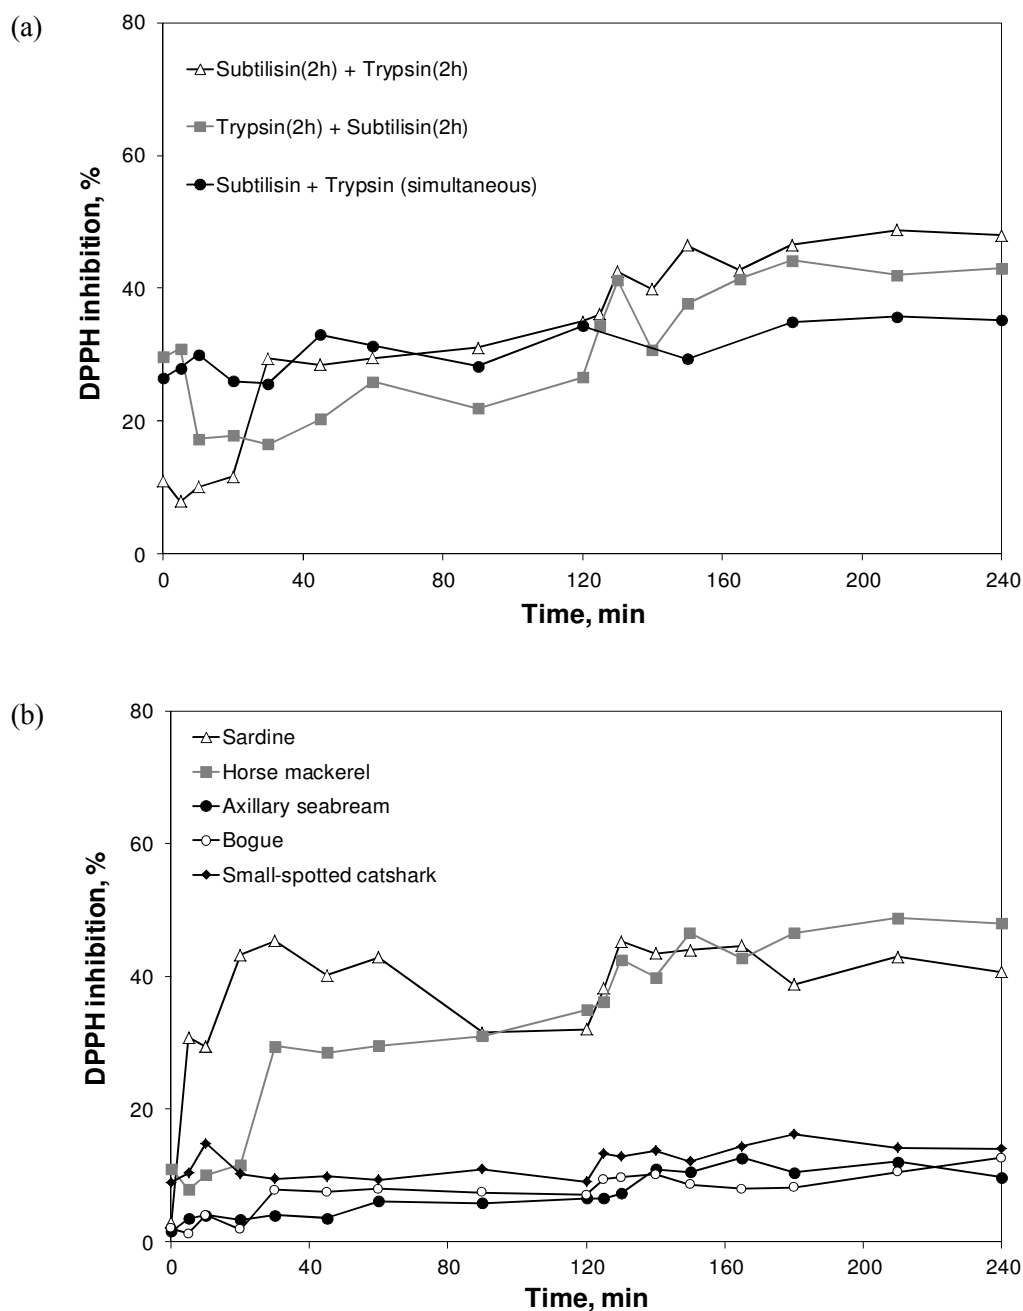 (a)
80
60
40
20
0
DPPH inhibition, %
Subtilisin(2h) + Trypsin(2h)
Trypsin(2h) + Subtilisin(2h)
Subtilisin + Trypsin (simultaneous)
0 40 80 120 160 200 240
Time, min
(b)
80
60
40
20
0
DPPH inhibition, %
Sardine
Horse mackerel
Axillary seabream
Bogue
Small-spotted catshark
0 40 80 120 160 200 240
Time, min